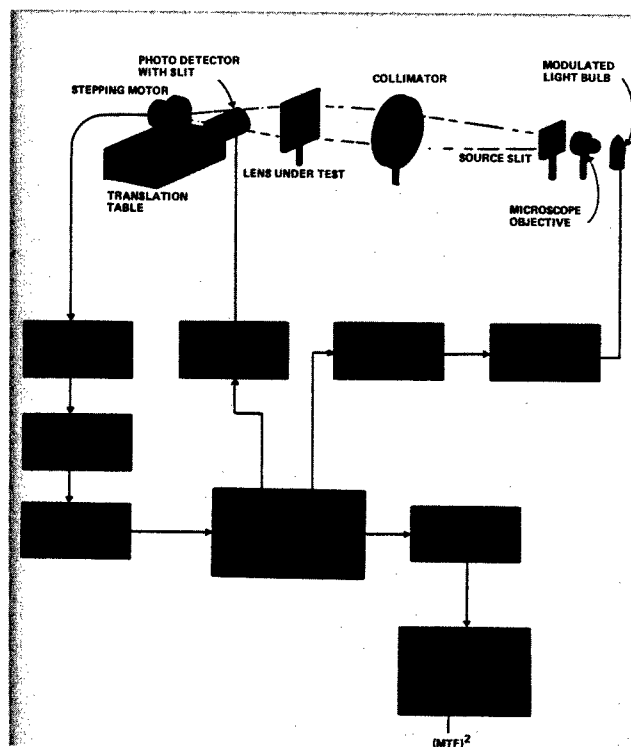 PHOTO DETECTOR
WITH SLIT
STEPPING MOTOR
COLLIMATOR
MODULATED
LIGHT BULB
SOURCE SLIT
LENS UNDER TEST
TRANSLATION
TABLE
MICROSCOPE
OBJECTIVE
(MTF)²